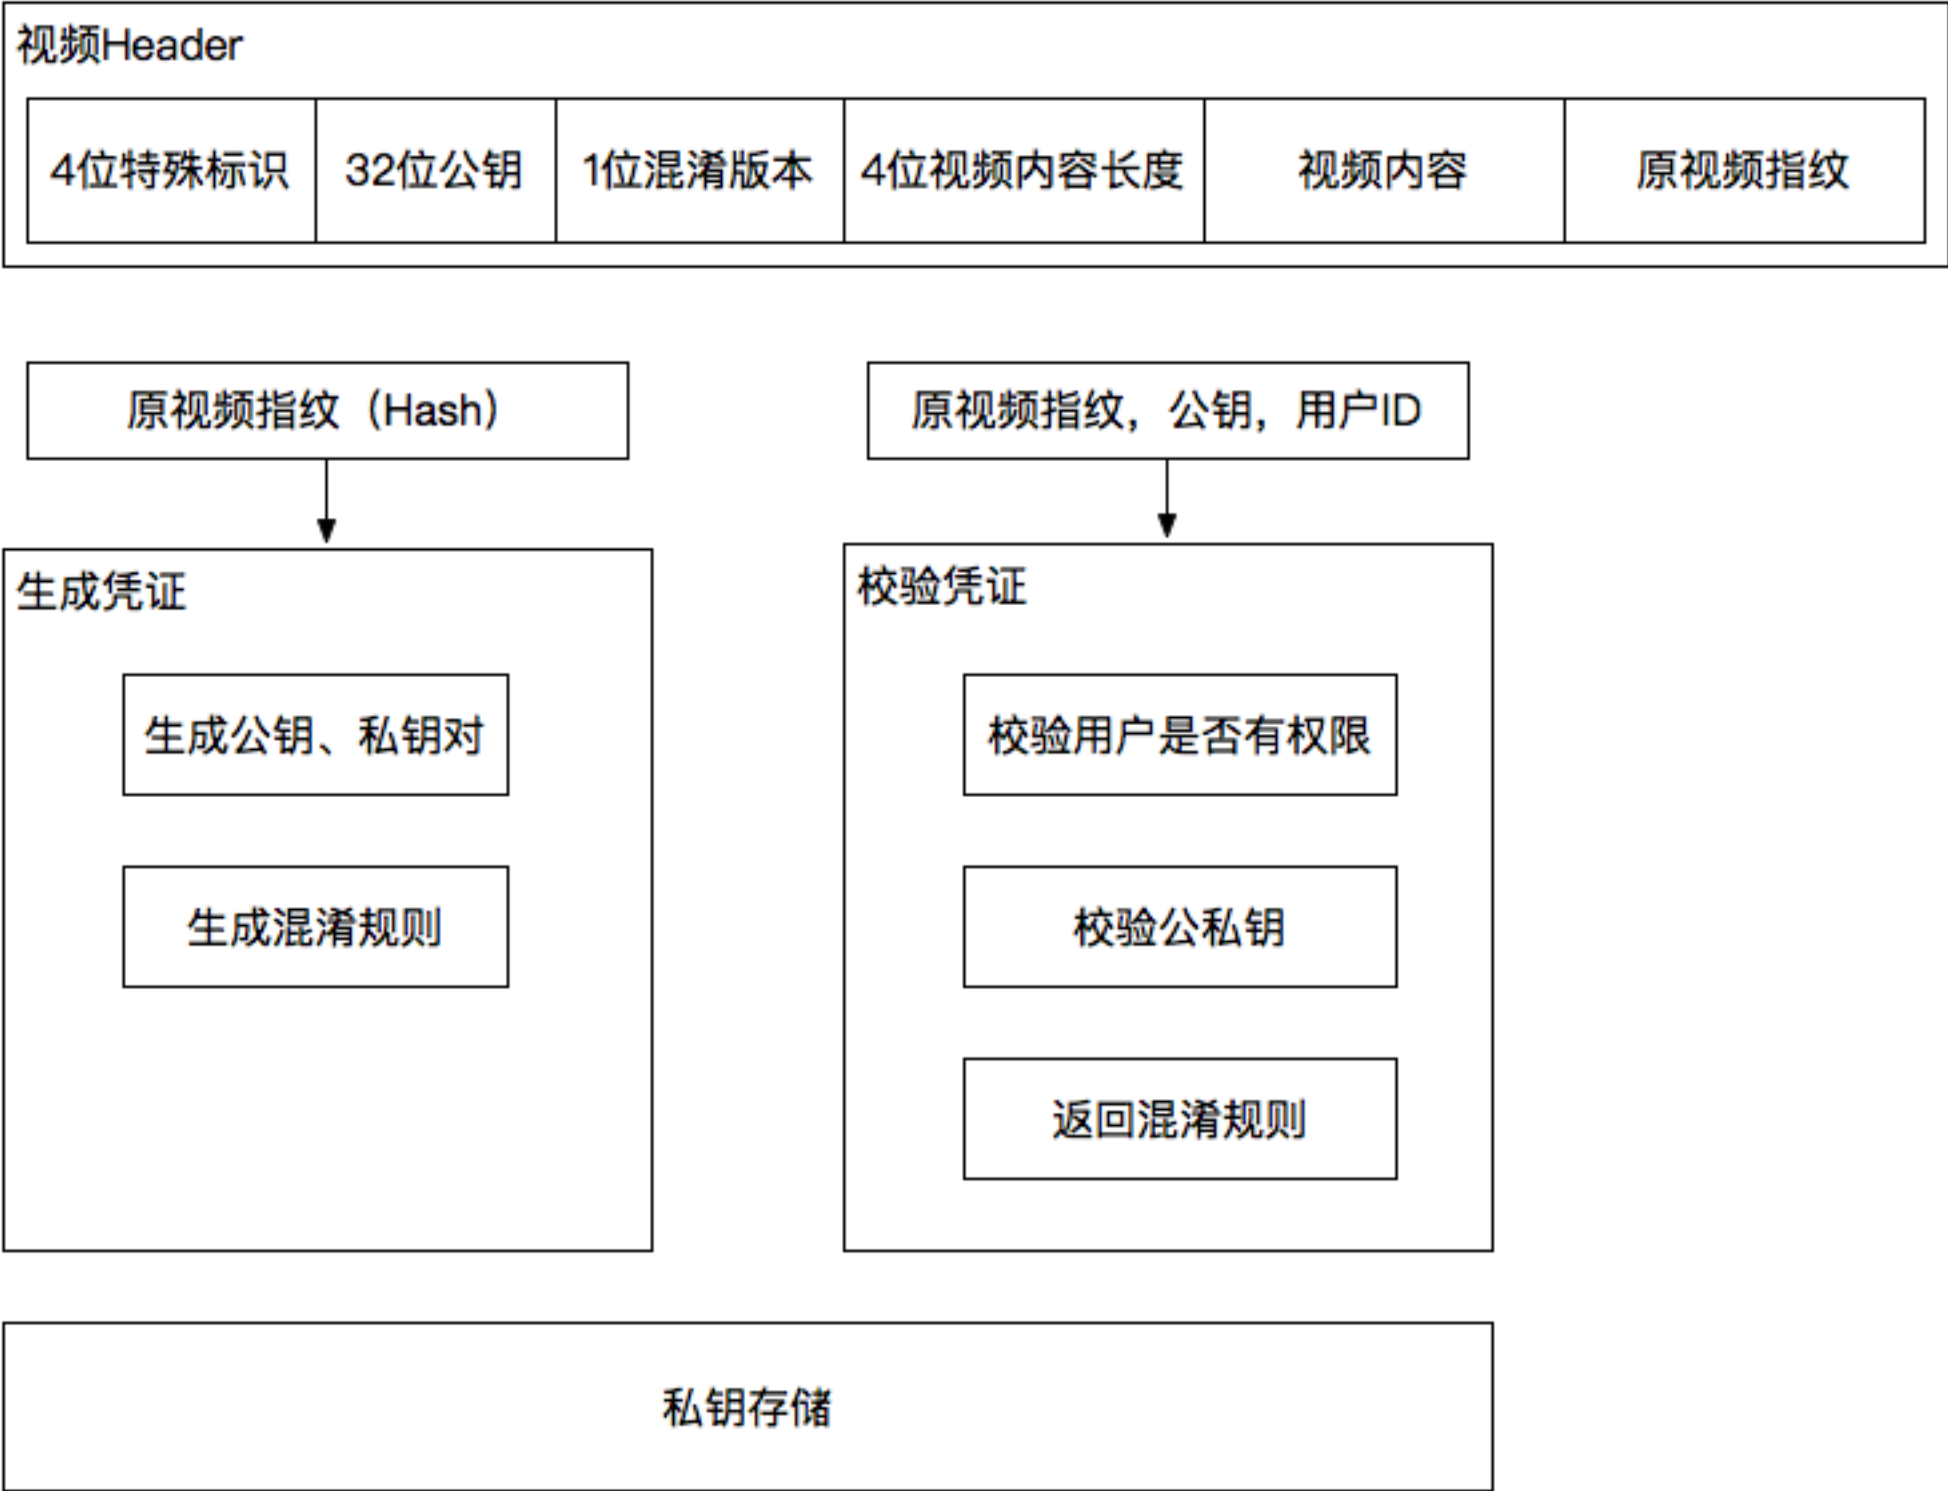 视频Header
4位特殊标识
32位公钥
1位混淆版本
4位视频内容长度
视频内容
原视频指纹
原视频指纹（Hash）
原视频指纹，公钥，用户ID
生成凭证
生成公钥、私钥对
生成混淆规则
校验凭证
校验用户是否有权限
校验公私钥
返回混淆规则
私钥存储